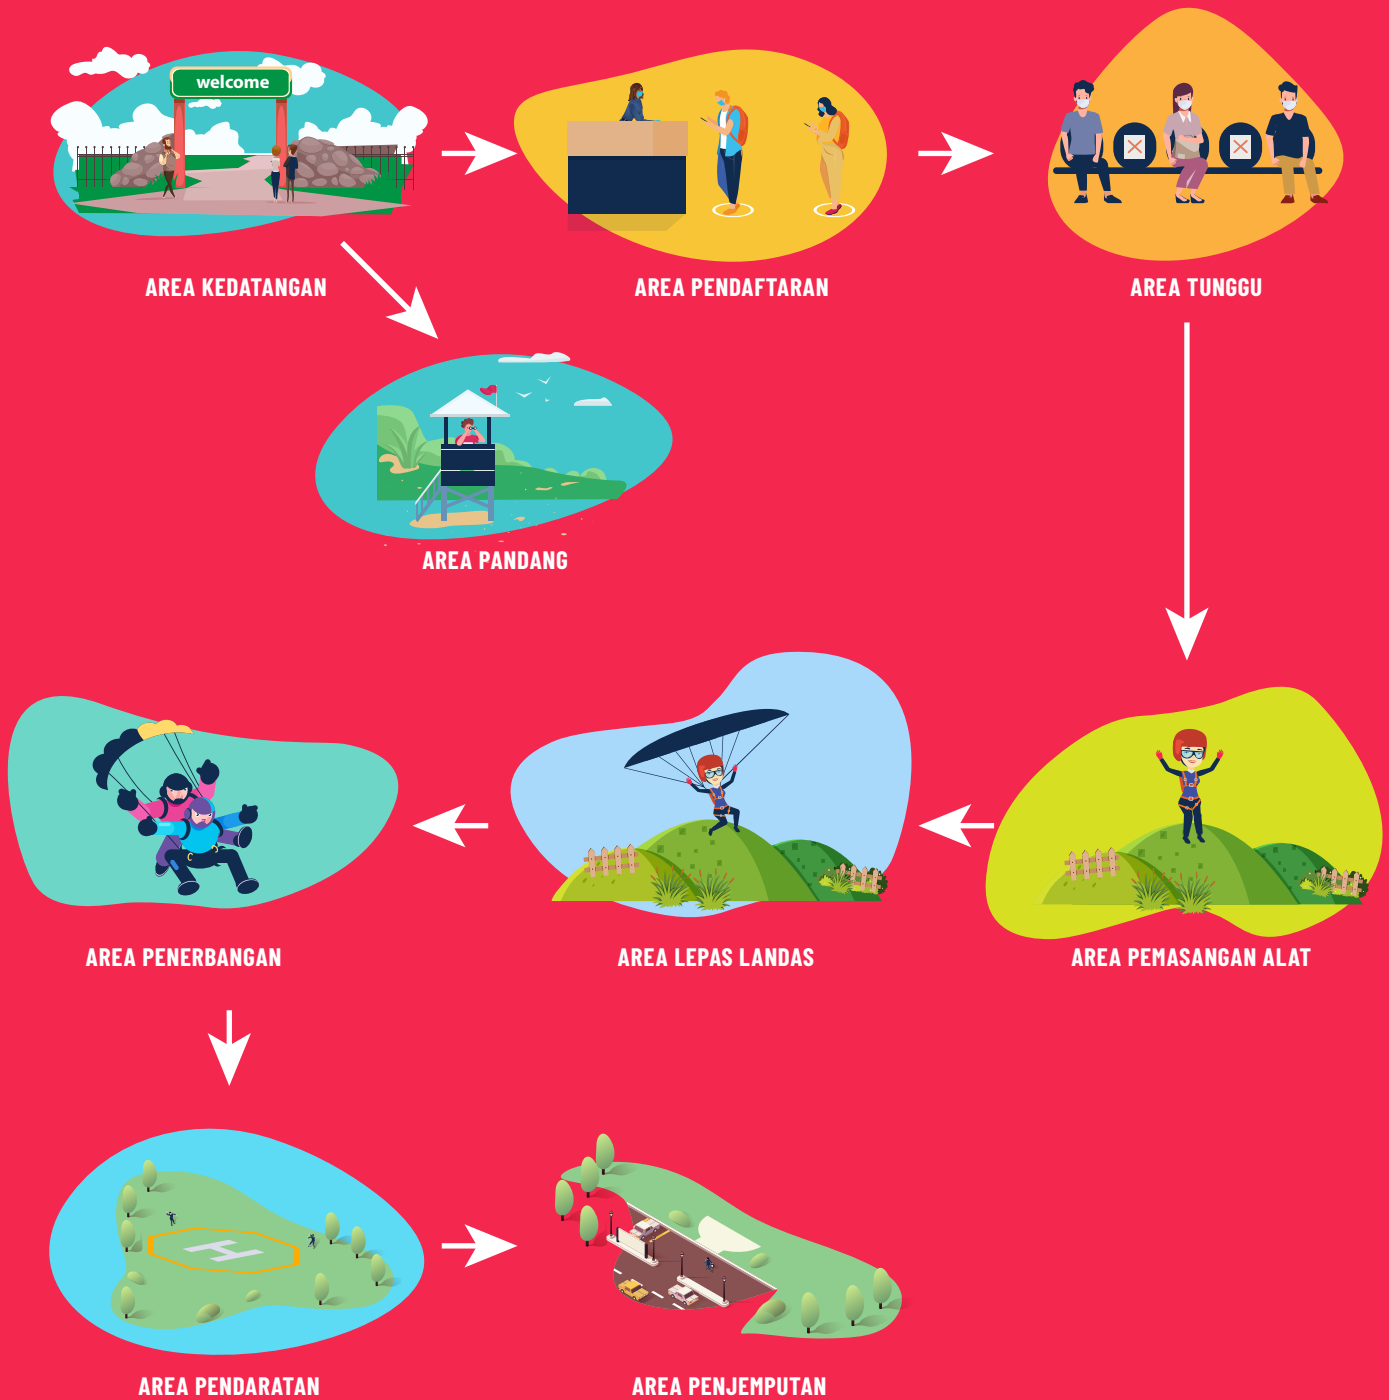 welcome
AREA KEDATANGAN
AREA PENDAFTARAN
AREA TUNGGU
AREA PANDANG
AREA PENERBANGAN
AREA LEPAS LANDAS
AREA PEMASANGAN ALAT
AREA PENDARATAN
AREA PENJEMPUTAN